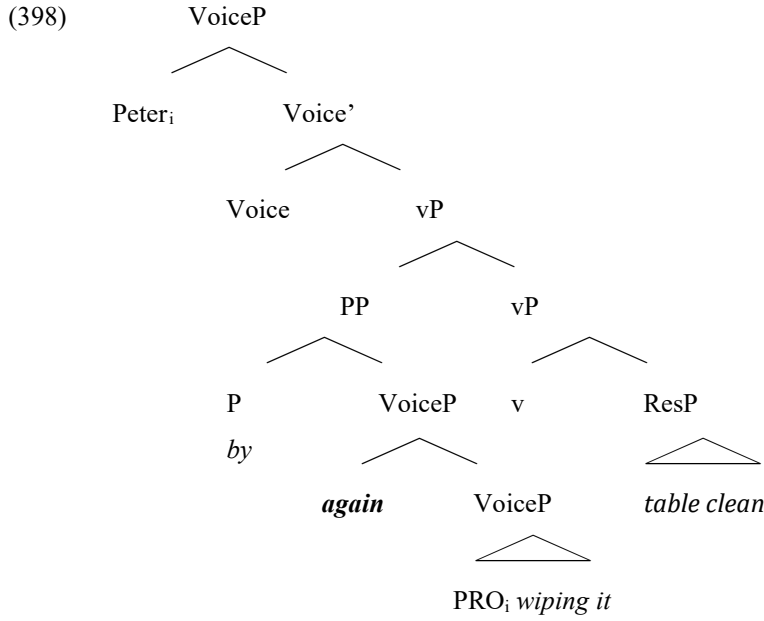 (398) VoiceP
Peterᵢ Voice’
Voice vP
PP vP
P VoiceP v ResP
by
again VoiceP table clean
PROᵢ wiping it